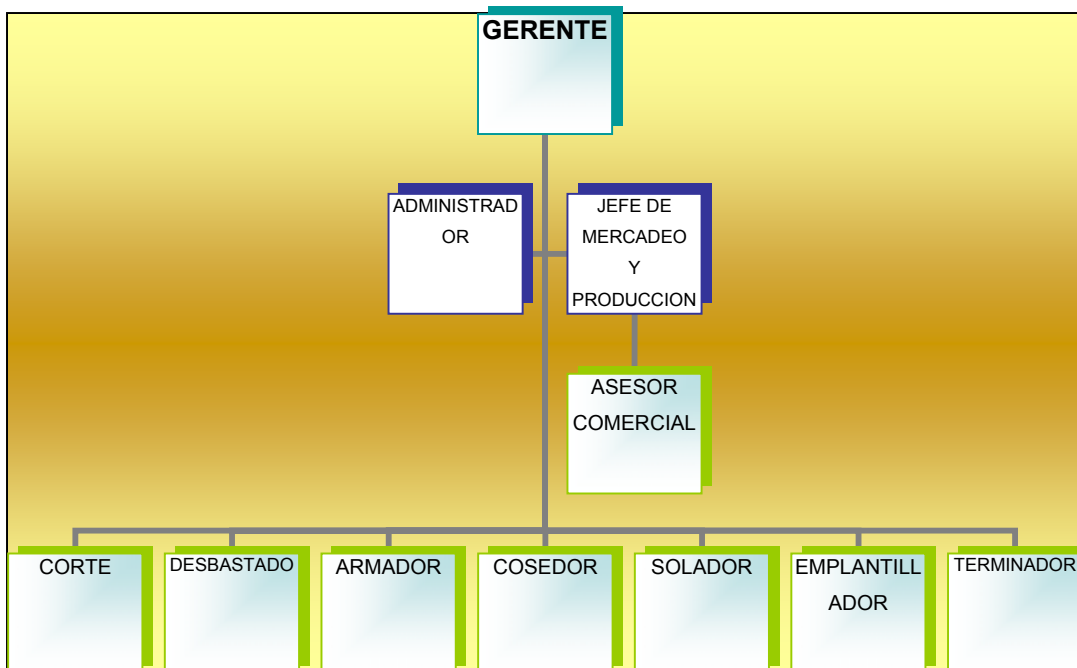 GERENTE
ADMINISTRAD
OR
JEFE DE
MERCADEO
Y
PRODUCCION
ASESOR
COMERCIAL
CORTE
DESBASTADO
ARMADOR
COSEDOR
SOLADOR
EMPLANTILL
ADOR
TERMINADOR